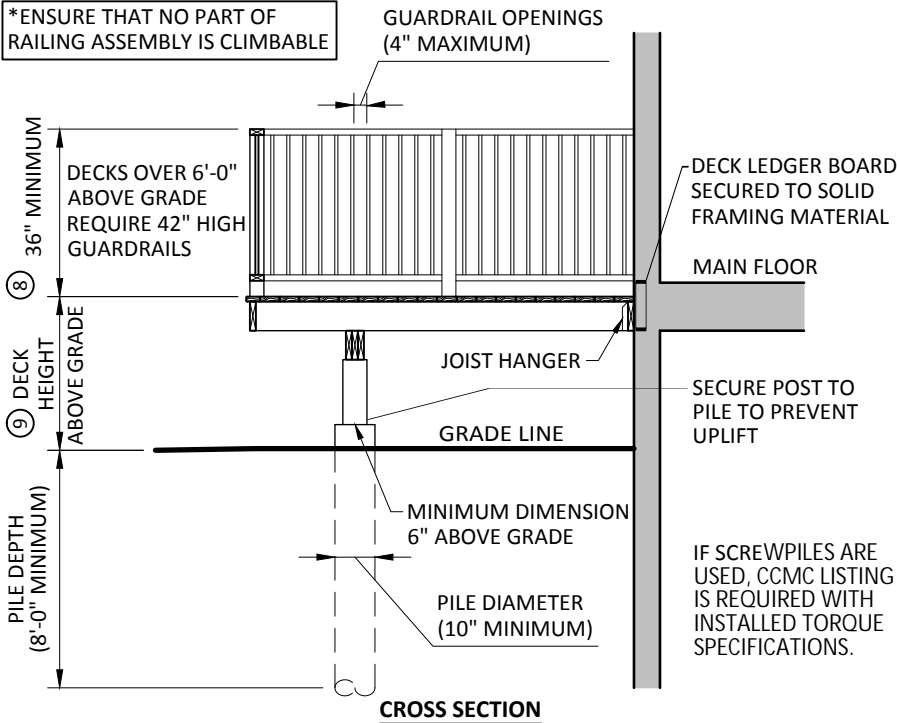 *ENSURE THAT NO PART OF
RAILING ASSEMBLY IS CLIMBABLE
GUARDRAIL OPENINGS
(4" MAXIMUM)
8 36" MINIMUM
DECKS OVER 6'-0"
ABOVE GRADE
REQUIRE 42" HIGH
GUARDRAILS
DECK LEDGER BOARD
SECURED TO SOLID
FRAMING MATERIAL
MAIN FLOOR
9 DECK
HEIGHT
ABOVE GRADE
JOIST HANGER
SECURE POST TO
PILE TO PREVENT
UPLIFT
GRADE LINE
PILE DEPTH
(8'-0" MINIMUM)
MINIMUM DIMENSION
6" ABOVE GRADE
PILE DIAMETER
(10" MINIMUM)
IF SCREWPILES ARE
USED, CCMC LISTING
IS REQUIRED WITH
INSTALLED TORQUE
SPECIFICATIONS.
CROSS SECTION